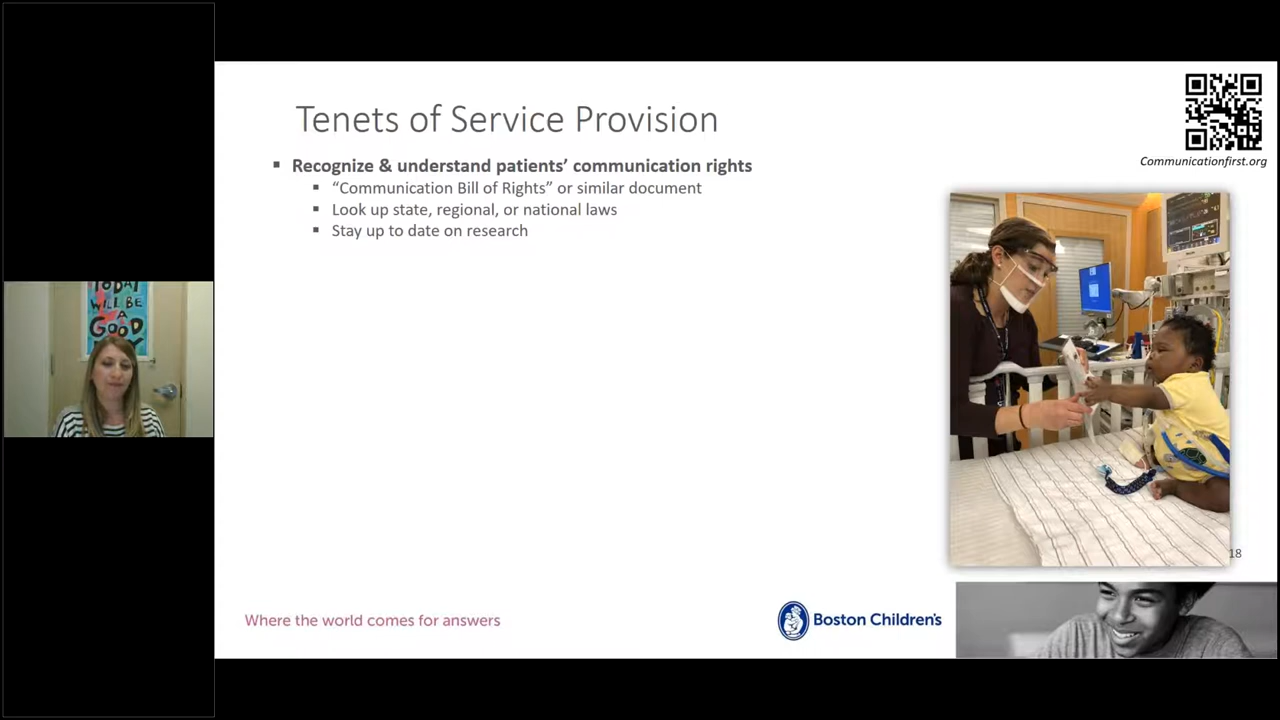 Tenets of Service Provision
Communicationfirst.org
▪ Recognize & understand patients’ communication rights
▪ “Communication Bill of Rights” or similar document
▪ Look up state, regional, or national laws
▪ Stay up to date on research
TODAY
WILL BE
A
GOOD
18
Where the world comes for answers
Boston Children’s